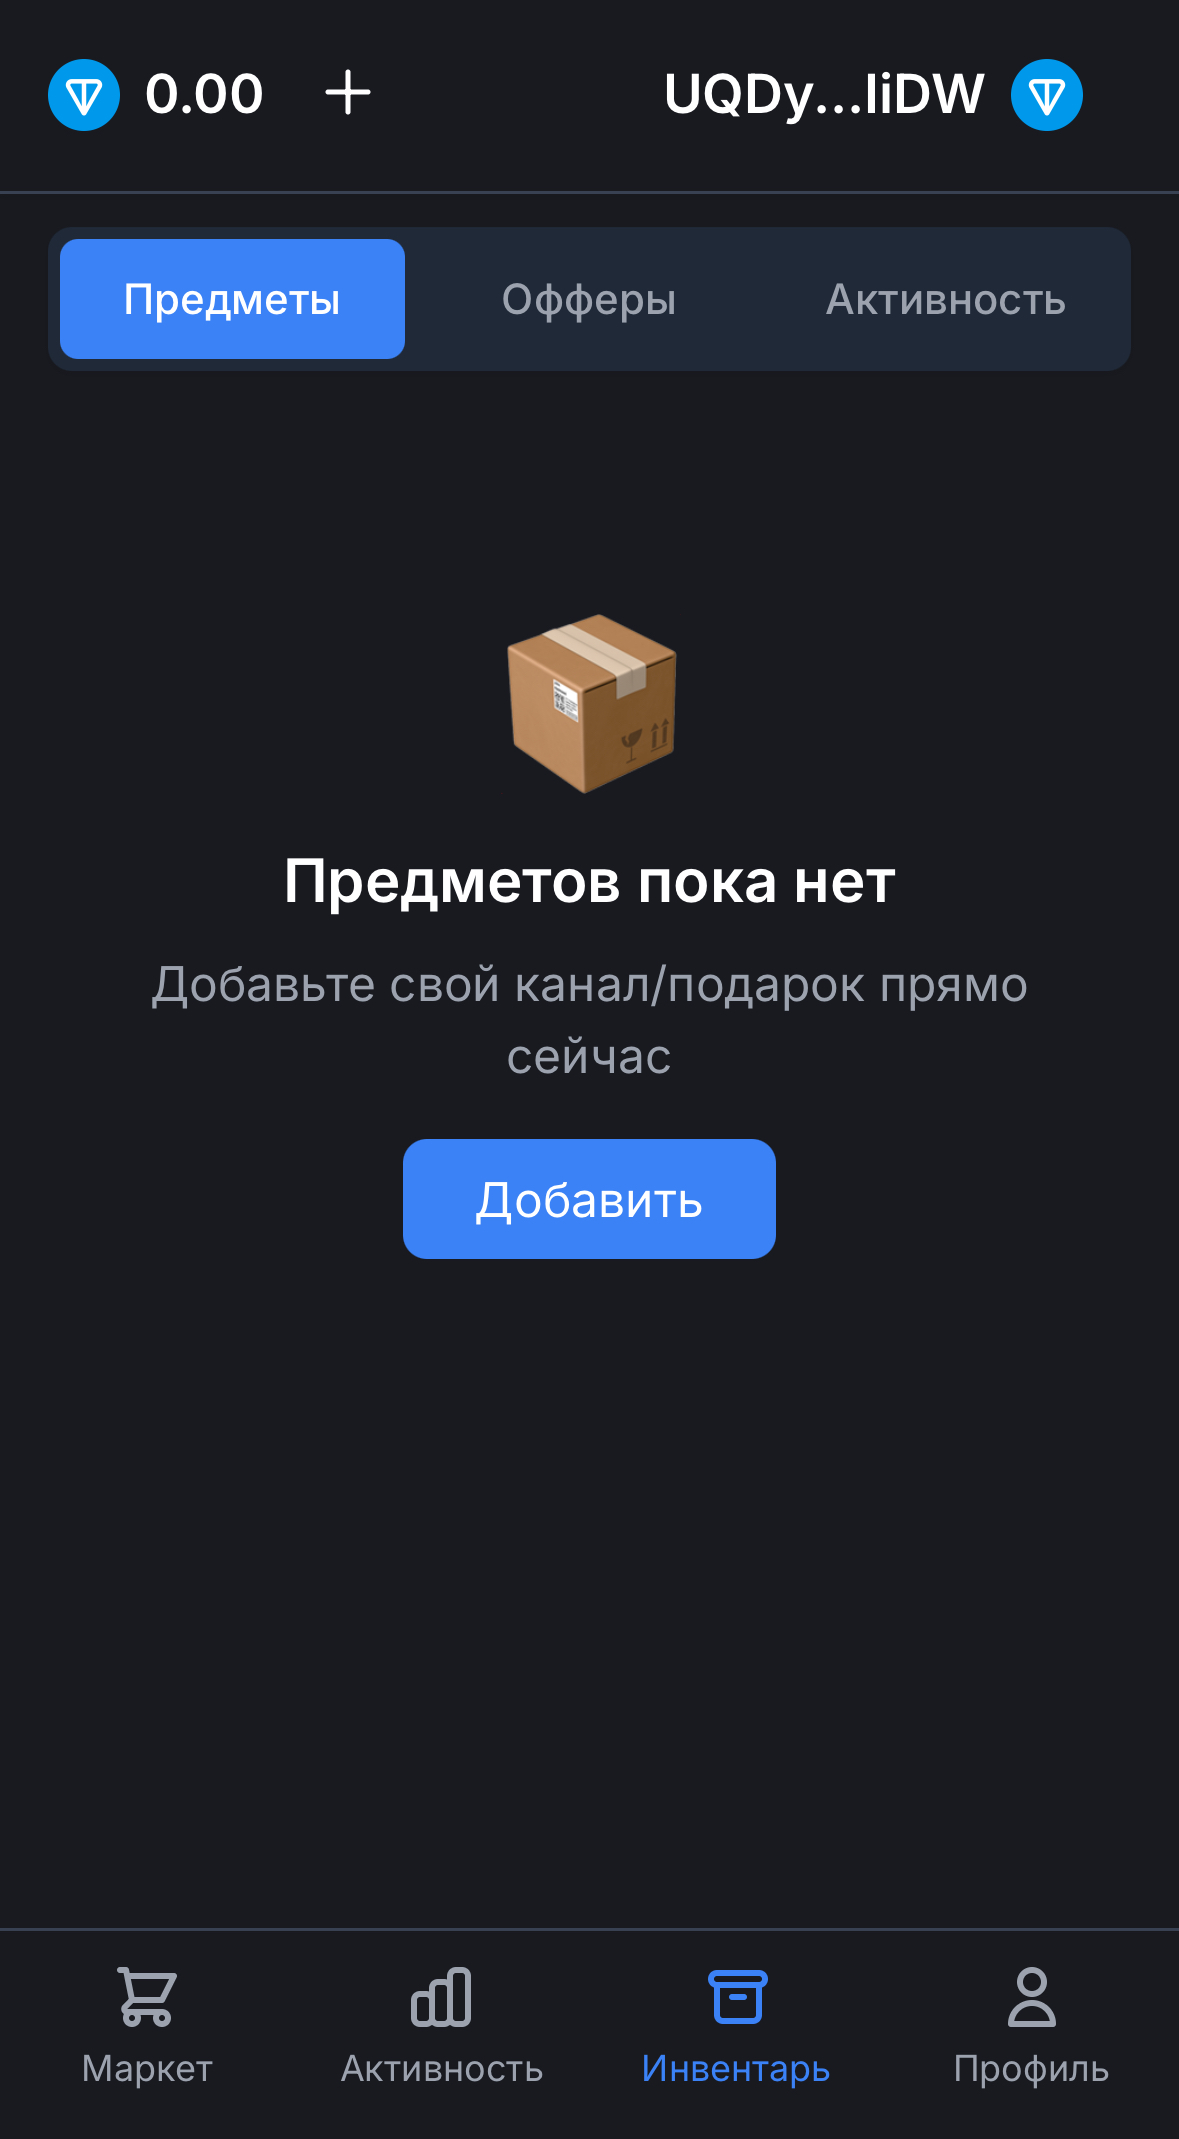 0.00
UQDy...IiDW
Предметы
Офферы
Активность
Предметов пока нет
Добавьте свой канал/подарок прямо
сейчас
Добавить
Маркет
Активность
Инвентарь
Профиль